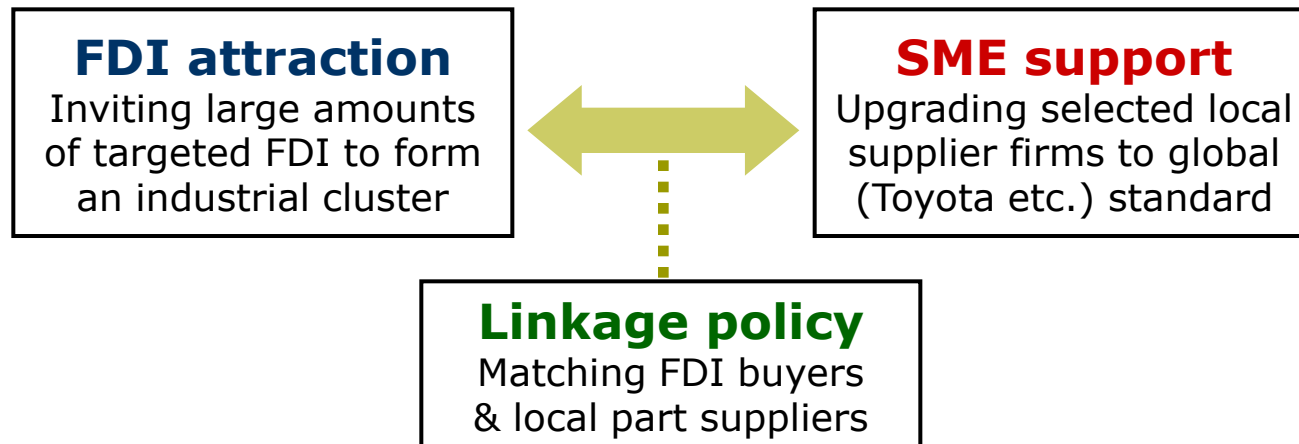 FDI attraction
Inviting large amounts
of targeted FDI to form
an industrial cluster
SME support
Upgrading selected local
supplier firms to global
(Toyota etc.) standard
Linkage policy
Matching FDI buyers
& local part suppliers